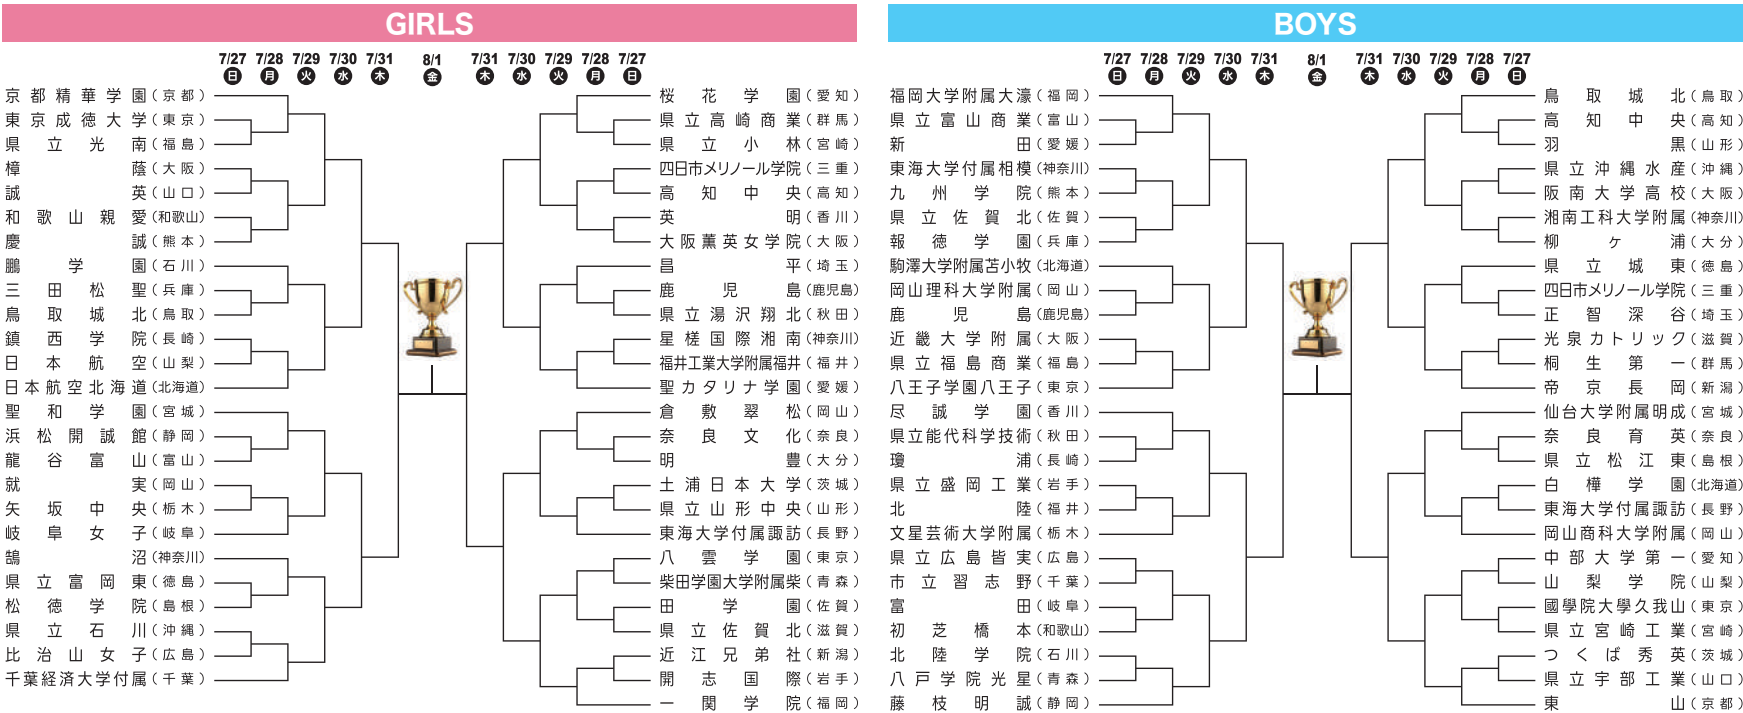 GIRLS
7/27 7/28 7/29 7/30 7/31 8/1 7/31 7/30 7/29 7/28 7/27
日 月 火 水 木 金 木 水 火 月 日
京都精華学園(京都)
東京成徳大学(東京)
県立光南(福島)
樟蔭(大阪)
誠英(山口)
和歌山親愛(和歌山)
慶誠(熊本)
鵬学園(石川)
三田松聖(兵庫)
鳥取城北(鳥取)
鎮西学院(長崎)
日本航空(山梨)
日本航空北海道(北海道)
聖和学園(宮城)
浜松開誠館(静岡)
龍谷富山(富山)
就実(岡山)
矢坂中央(栃木)
岐阜女子(岐阜)
鵠沼(神奈川)
県立富岡東(徳島)
松徳学院(島根)
県立石川(沖縄)
比治山女子(広島)
千葉経済大学付属(千葉)
桜花学園(愛知)
県立高崎商業(群馬)
県立小林(宮崎)
四日市メリノール学院(三重)
高知中央(高知)
英明(香川)
大阪薫英女学院(大阪)
昌平(埼玉)
鹿児島(鹿児島)
県立湯沢翔北(秋田)
星槎国際湘南(神奈川)
福井工業大学附属福井(福井)
聖カタリナ学園(愛媛)
倉敷翠松(岡山)
奈良文化(奈良)
明豊(大分)
土浦日本大学(茨城)
県立山形中央(山形)
東海大学付属諏訪(長野)
八雲学園(東京)
柴田学園大学附属柴(青森)
田学園(佐賀)
県立佐賀北(滋賀)
近江兄弟社(新潟)
開志国際(岩手)
一関学院(福岡)
BOYS
7/27 7/28 7/29 7/30 7/31 8/1 7/31 7/30 7/29 7/28 7/27
日 月 火 水 木 金 木 水 火 月 日
福岡大学附属大濠(福岡)
県立富山商業(富山)
新田(愛媛)
東海大学付属相模(神奈川)
九州学院(熊本)
県立佐賀北(佐賀)
報徳学園(兵庫)
駒澤大学附属苫小牧(北海道)
岡山理科大学附属(岡山)
鹿児島(鹿児島)
近畿大学附属(大阪)
県立福島商業(福島)
八王子学園八王子(東京)
尽誠学園(香川)
県立能代科学技術(秋田)
瓊浦(長崎)
県立盛岡工業(岩手)
北陸(福井)
文星芸術大学附属(栃木)
県立広島皆実(広島)
市立習志野(千葉)
富田(岐阜)
初芝橋本(和歌山)
北陸学院(石川)
八戸学院光星(青森)
藤枝明誠(静岡)
鳥取城北(鳥取)
高知中央(高知)
羽黒(山形)
県立沖縄水産(沖縄)
阪南大学高校(大阪)
湘南工科大学附属(神奈川)
柳ヶ浦(大分)
県立城東(徳島)
四日市メリノール学院(三重)
正智深谷(埼玉)
光泉カトリック(滋賀)
桐生第一(群馬)
帝京長岡(新潟)
仙台大学附属明成(宮城)
奈良育英(奈良)
県立松江東(島根)
白樺学園(北海道)
東海大学付属諏訪(長野)
岡山商科大学附属(岡山)
中部大学第一(愛知)
山梨学院(山梨)
國學院大學久我山(東京)
県立宮崎工業(宮崎)
つくば秀英(茨城)
県立宇部工業(山口)
東山(京都)